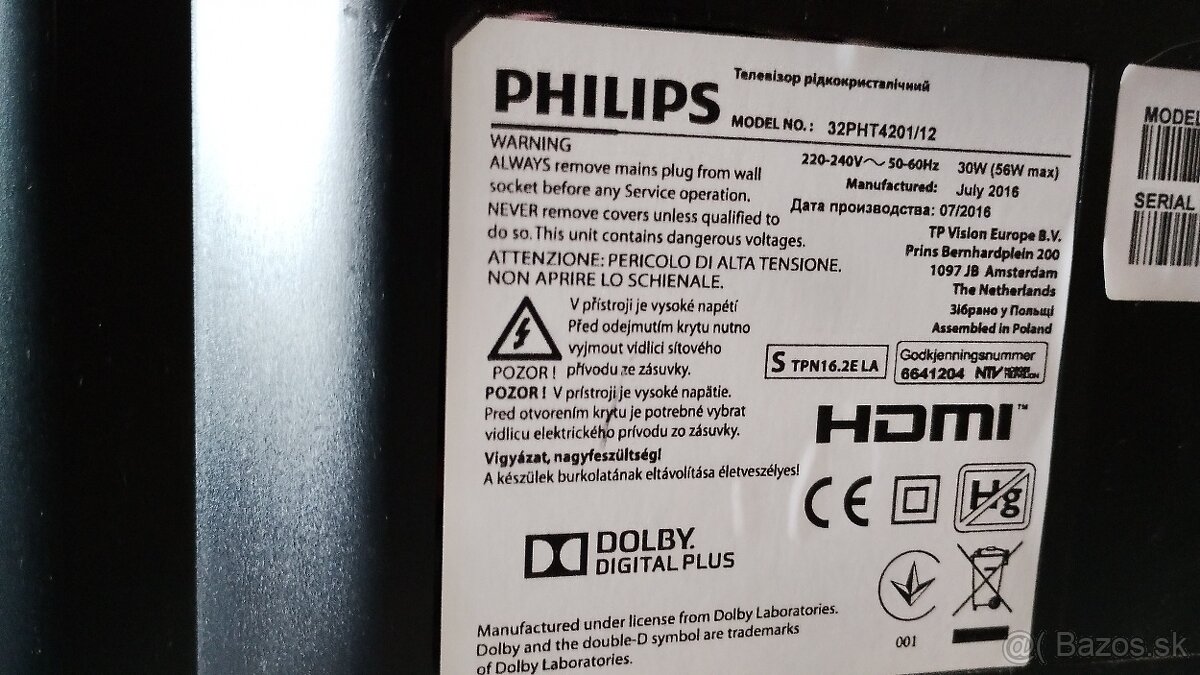 PHILIPS
Телевізор рідкокристалічний
MODEL NO.: 32PHT4201/12
WARNING
ALWAYS remove mains plug from wall
socket before any Service operation.
NEVER remove covers unless qualified to
do so. This unit contains dangerous voltages.
ATTENZIONE: PERICOLO DI ALTA TENSIONE.
NON APRIRE LO SCHIENALE.
V přístroji je vysoké napětí
Před odejmutím krytu nutno
vyjmout vidlici síťového
POZOR ! přívodu ze zásuvky.
POZOR ! V prístroji je vysoké napätie.
Pred otvorením krytu je potrebné vybrat
vidlicu elektrického prívodu zo zásuvky.
Vigyázat, nagyfeszültség!
A készülek burkolatának eltávolítása életveszélyes!
220-240V~ 50-60Hz 30W (56W max)
Manufactured: July 2016
Дата производства: 07/2016
TP Vision Europe B.V.
Prins Bernhardplein 200
1097 JB Amsterdam
The Netherlands
Зібрано у Польщі
Assembled in Poland
S TPN16.2E LA
Godkjenningsnummer
6641204 NTV
HDMI™
CE
Hg
DOLBY.
DIGITAL PLUS
001
Manufactured under license from Dolby Laboratories.
Dolby and the double-D symbol are trademarks
of Dolby Laboratories.
MODEL
SERIAL
@( Bazos.sk